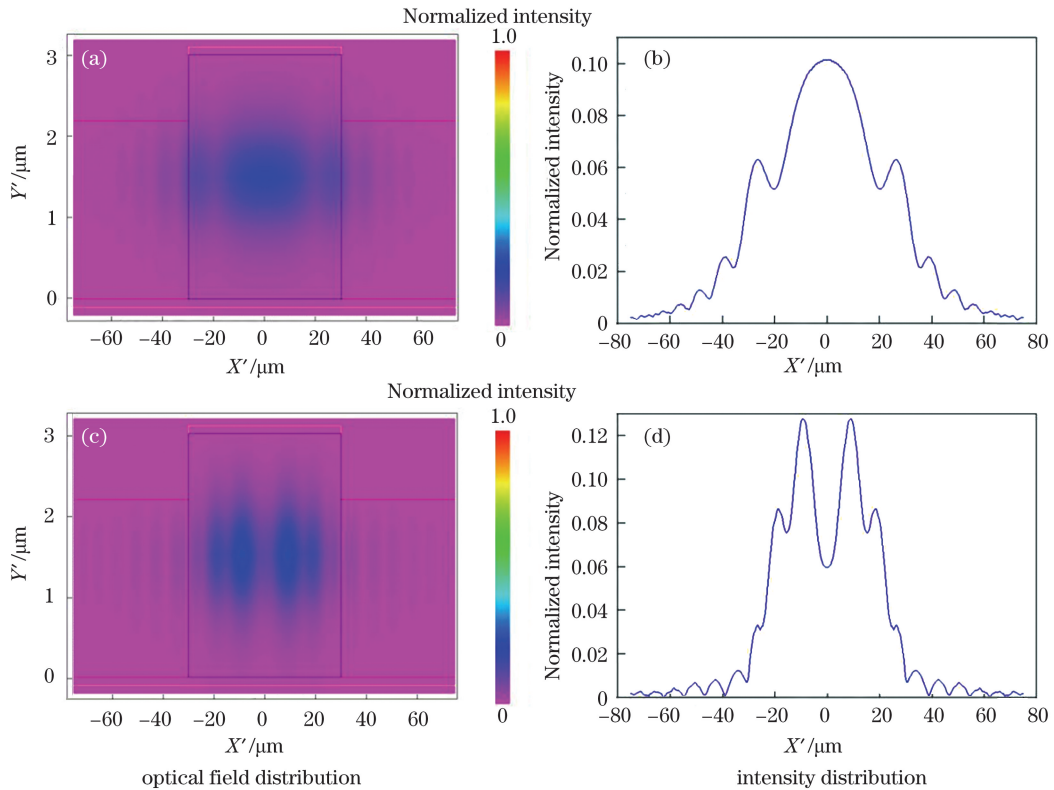 Normalized intensity
1.0
(a)
3
2
1
0
Y′/μm
−60 −40 −20 0 20 40 60
X′/μm
0
(b)
0.10
0.08
0.06
0.04
0.02
0
Normalized intensity
−80 −60 −40 −20 0 20 40 60 80
X′/μm
Normalized intensity
1.0
(c)
3
2
1
0
Y′/μm
−60 −40 −20 0 20 40 60
X′/μm
0
optical field distribution
(d)
0.12
0.10
0.08
0.06
0.04
0.02
0
Normalized intensity
−80 −60 −40 −20 0 20 40 60 80
X′/μm
intensity distribution